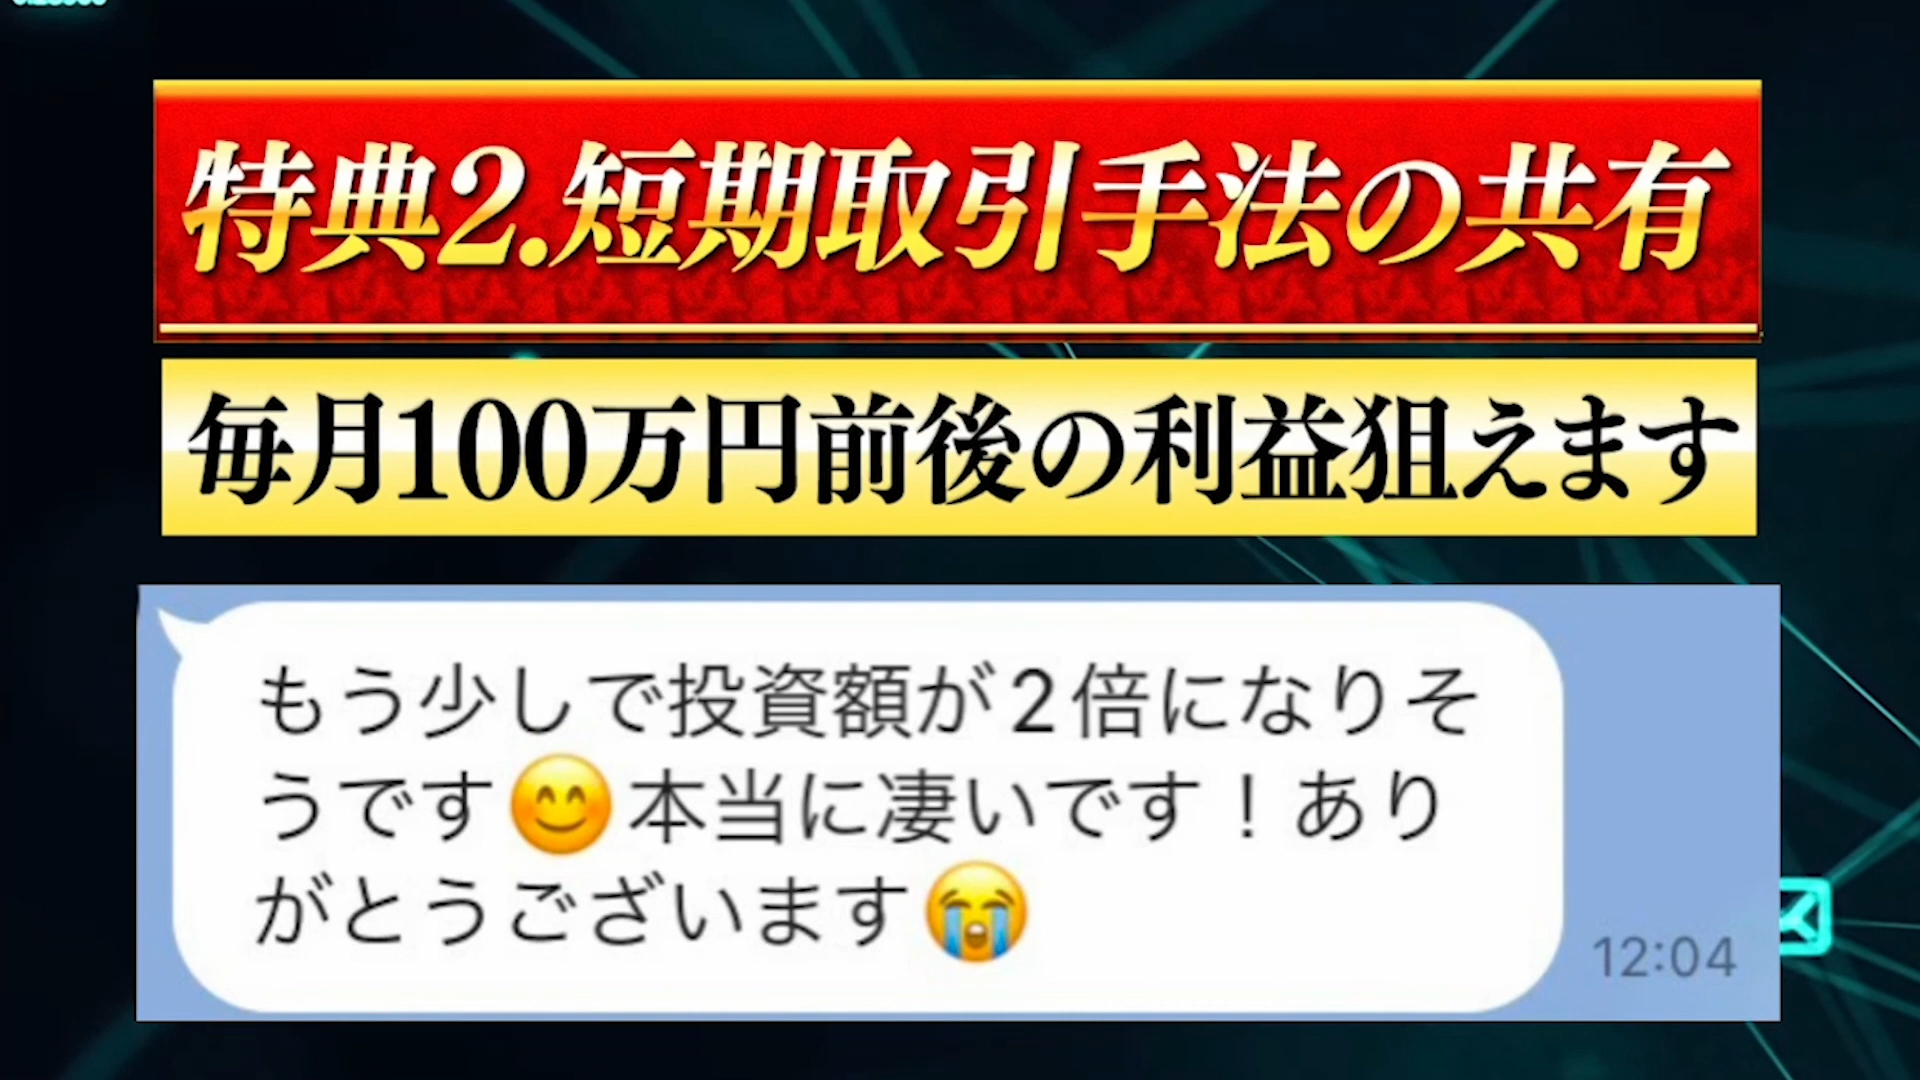 特典2.短期取引手法の共有
毎月100万円前後の利益狙えます
もう少しで投資額が2倍になりそ
うです😊本当に凄いです！あり
がとうございます😭
12:04